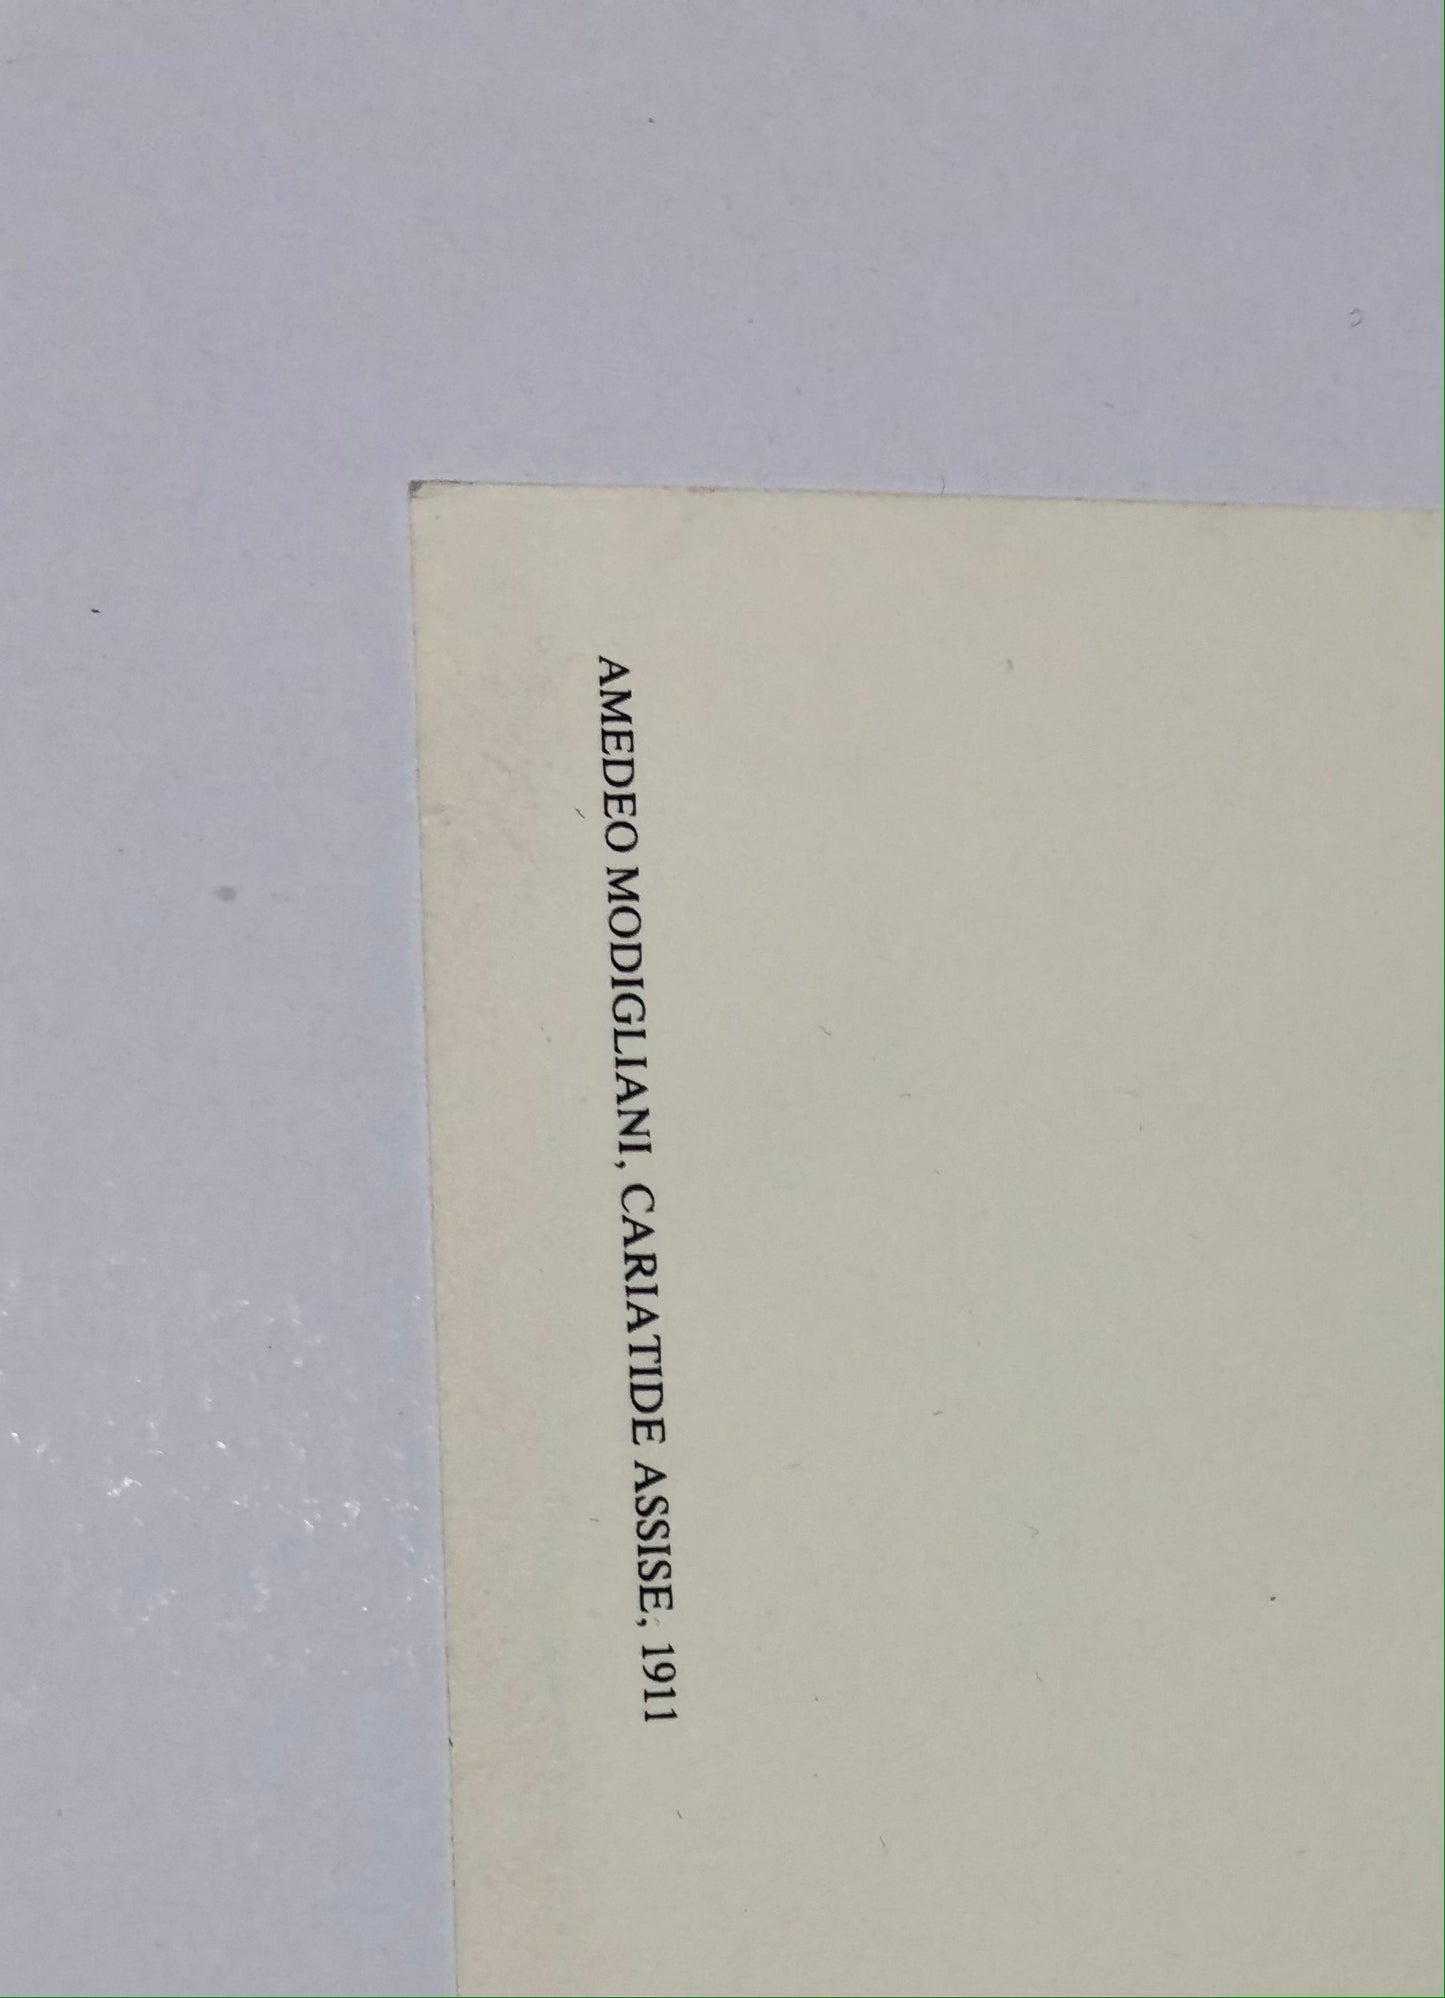 AMEDEO MODIGLIANI, CARIATIDE ASSISE, 1911